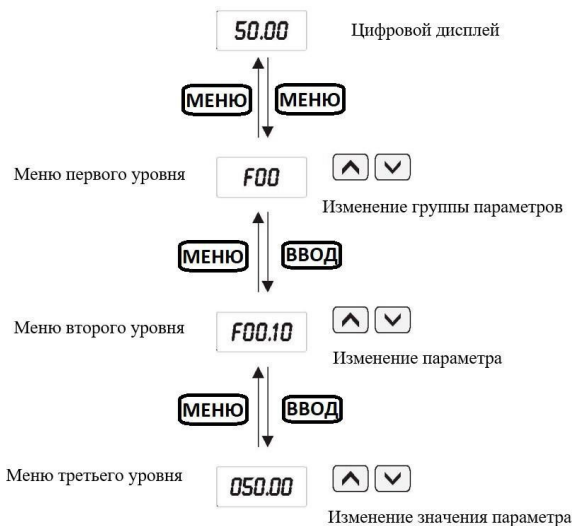 50.00 Цифровой дисплей
МЕНЮ МЕНЮ
Меню первого уровня F00
Изменение группы параметров
МЕНЮ ВВОД
Меню второго уровня F00.10
Изменение параметра
МЕНЮ ВВОД
Меню третьего уровня 050.00
Изменение значения параметра